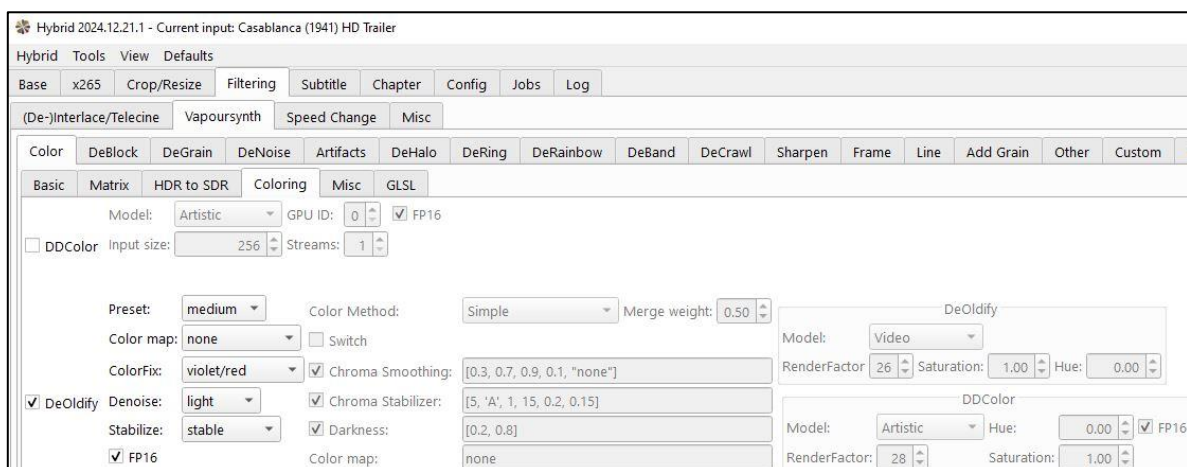 Hybrid 2024.12.21.1 - Current input: Casablanca (1941) HD Trailer
Hybrid Tools View Defaults
Base x265 Crop/Resize Filtering Subtitle Chapter Config Jobs Log
(De-)Interlace/Telecine Vapoursynth Speed Change Misc
Color DeBlock DeGrain DeNoise Artifacts DeHalo DeRing DeRainbow DeBand DeCrawl Sharpen Frame Line Add Grain Other Custom
Basic Matrix HDR to SDR Coloring Misc GLSL
Model: Artistic GPU ID: 0 FP16
DDColor Input size: 256 Streams: 1
Preset: medium Color Method: Simple Merge weight: 0.50 DeOldify
Color map: none Switch Model: Video
ColorFix: violet/red Chroma Smoothing: [0.3, 0.7, 0.9, 0.1, "none"] RenderFactor 26 Saturation: 1.00 Hue: 0.00
DeOldify Denoise: light Chroma Stabilizer: [5, 'A', 1, 15, 0.2, 0.15] DDColor
Stabilize: stable Darkness: [0.2, 0.8] Model: Artistic Hue: 0.00 FP16
FP16 Color map: none RenderFactor: 28 Saturation: 1.00